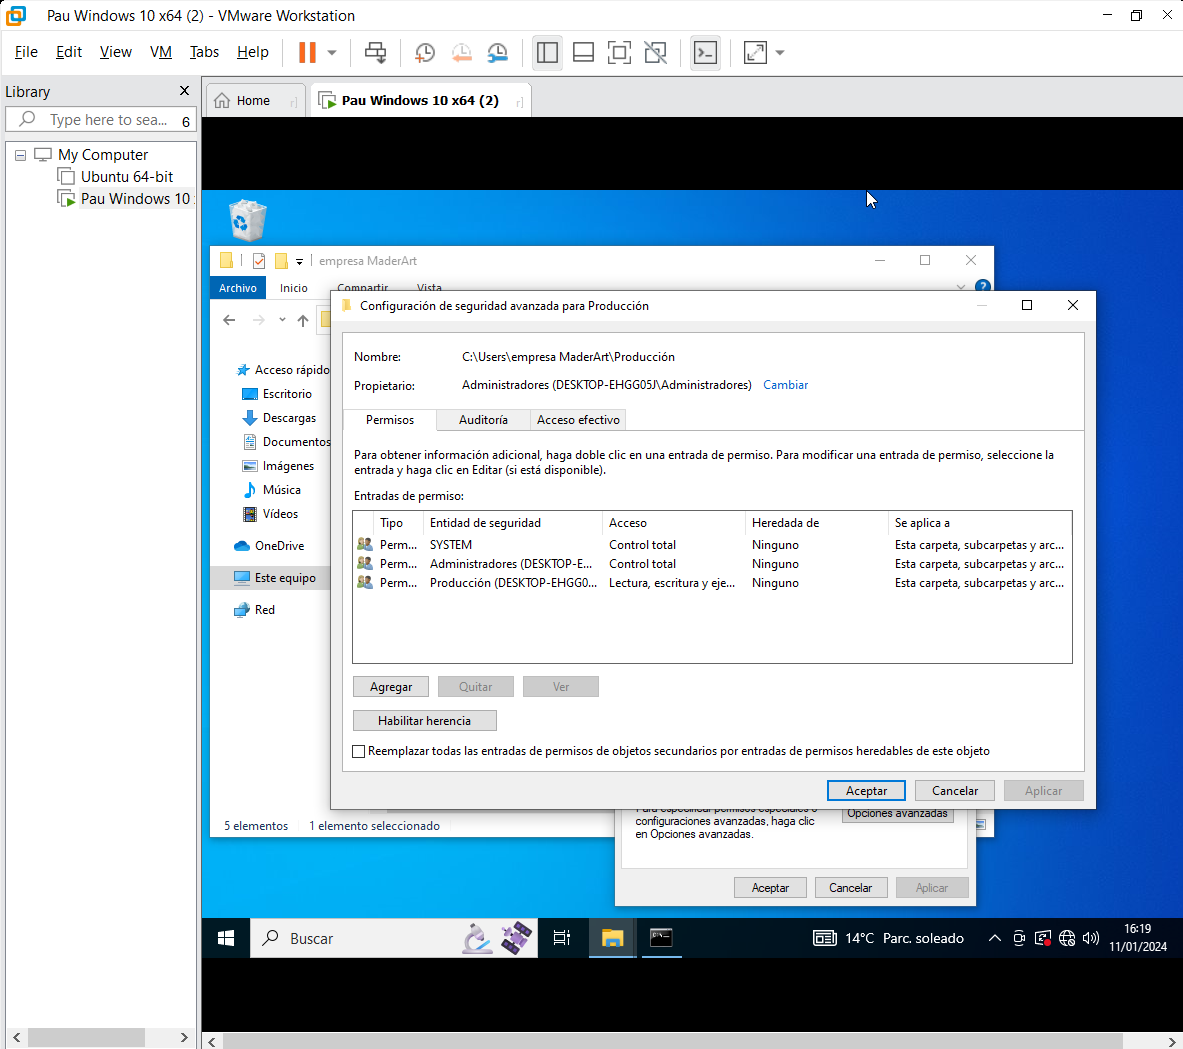 Pau Windows 10 x64 (2) - VMware Workstation
File Edit View VM Tabs Help
Library
Type here to sea... 6
My Computer
Ubuntu 64-bit
Pau Windows 10
Home
Pau Windows 10 x64 (2)
empresa MaderArt
Archivo Inicio Compartir Vista
Acceso rápido
Escritorio
Descargas
Documentos
Imágenes
Música
Vídeos
OneDrive
Este equipo
Red
5 elementos 1 elemento seleccionado
Configuración de seguridad avanzada para Producción
Nombre: C:\Users\empresa MaderArt\Producción
Propietario: Administradores (DESKTOP-EHGG05J\Administradores) Cambiar
Permisos Auditoría Acceso efectivo
Para obtener información adicional, haga doble clic en una entrada de permiso. Para modificar una entrada de permiso, seleccione la
entrada y haga clic en Editar (si está disponible).
Entradas de permiso:
Tipo Entidad de seguridad Acceso Heredada de Se aplica a
Perm... SYSTEM Control total Ninguno Esta carpeta, subcarpetas y arc...
Perm... Administradores (DESKTOP-E... Control total Ninguno Esta carpeta, subcarpetas y arc...
Perm... Producción (DESKTOP-EHGG0... Lectura, escritura y eje... Ninguno Esta carpeta, subcarpetas y arc...
Agregar Quitar Ver
Habilitar herencia
Reemplazar todas las entradas de permisos de objetos secundarios por entradas de permisos heredables de este objeto
Aceptar Cancelar Aplicar
Para especificar permisos especiales o
configuraciones avanzadas, haga clic
en Opciones avanzadas.
Opciones avanzadas
Aceptar Cancelar Aplicar
Buscar
14°C Parc. soleado
16:19
11/01/2024